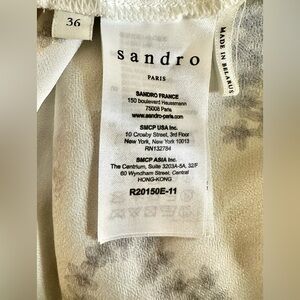 36
sandro
PARIS
MADE IN BELARUS
SANDRO FRANCE
150 boulevard Haussmann
75008 Paris
www.sandro-paris.com
SMCP USA Inc.
10 Crosby Street, 3rd Floor
New York, New York 10013
RN132784
SMCP ASIA Inc.
The Centrium, Suite 3203A-5A, 32/F
60 Wyndham Street, Central
HONG-KONG
R20150E-11